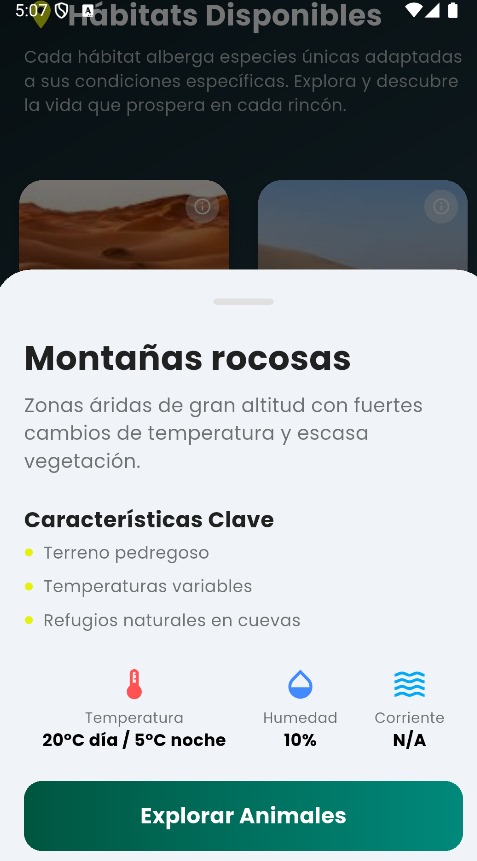 5:07 A
Hábitats Disponibles
Cada hábitat alberga especies únicas adaptadas
a sus condiciones específicas. Explora y descubre
la vida que prospera en cada rincón.
Montañas rocosas
Zonas áridas de gran altitud con fuertes
cambios de temperatura y escasa
vegetación.
Características Clave
Terreno pedregoso
Temperaturas variables
Refugios naturales en cuevas
Temperatura Humedad Corriente
20°C día / 5°C noche 10% N/A
Explorar Animales